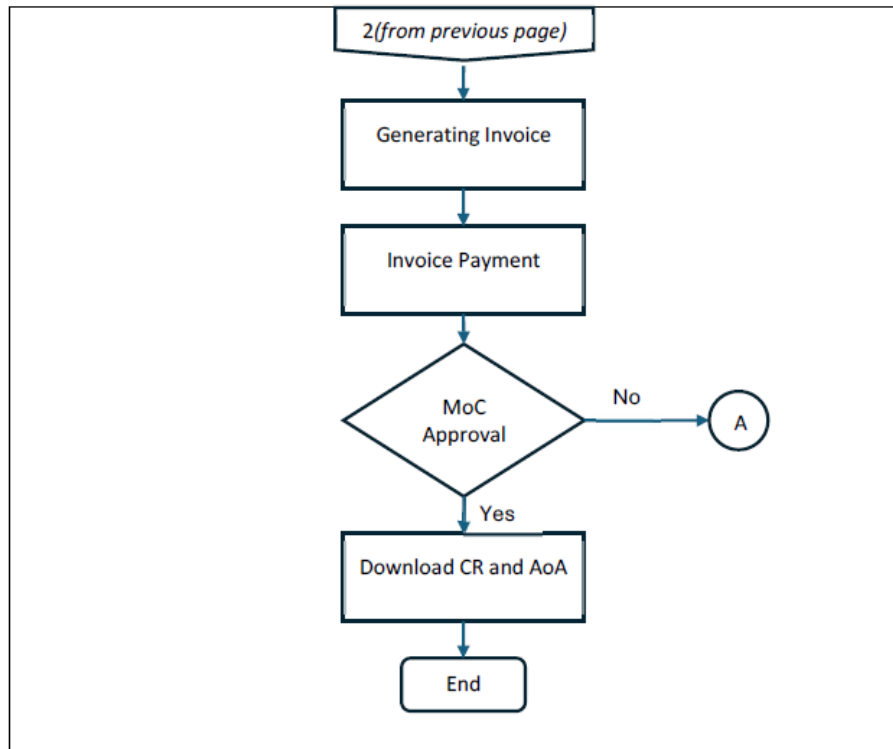 2(from previous page)
Generating Invoice
Invoice Payment
MoC
Approval
No
A
Yes
Download CR and AoA
End